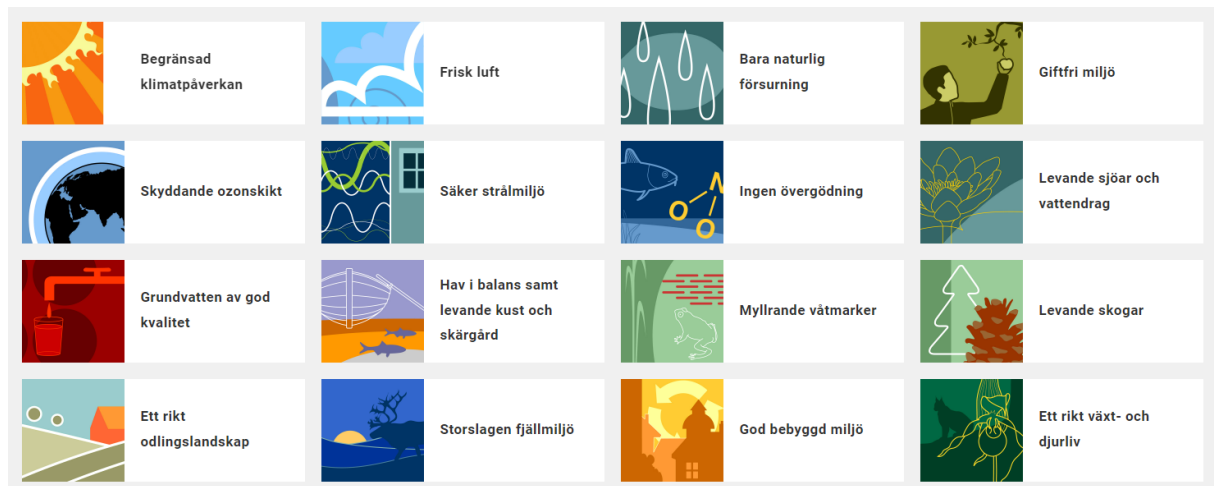 Begränsad
klimatpåverkan
Frisk luft
Bara naturlig
försurning
Giftfri miljö
Skyddande ozonskikt
Säker strålmiljö
Ingen övergödning
N
O
O
Levande sjöar och
vattendrag
Grundvatten av god
kvalitet
Hav i balans samt
levande kust och
skärgård
Myllrande våtmarker
Levande skogar
Ett rikt
odlingslandskap
Storslagen fjällmiljö
God bebyggd miljö
Ett rikt växt- och
djurliv